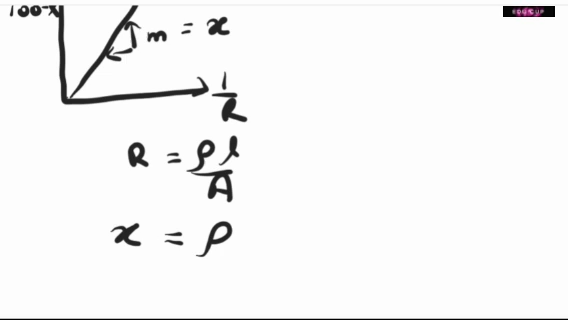 100-x
m = x
1/R
R = ρl/A
x = ρ